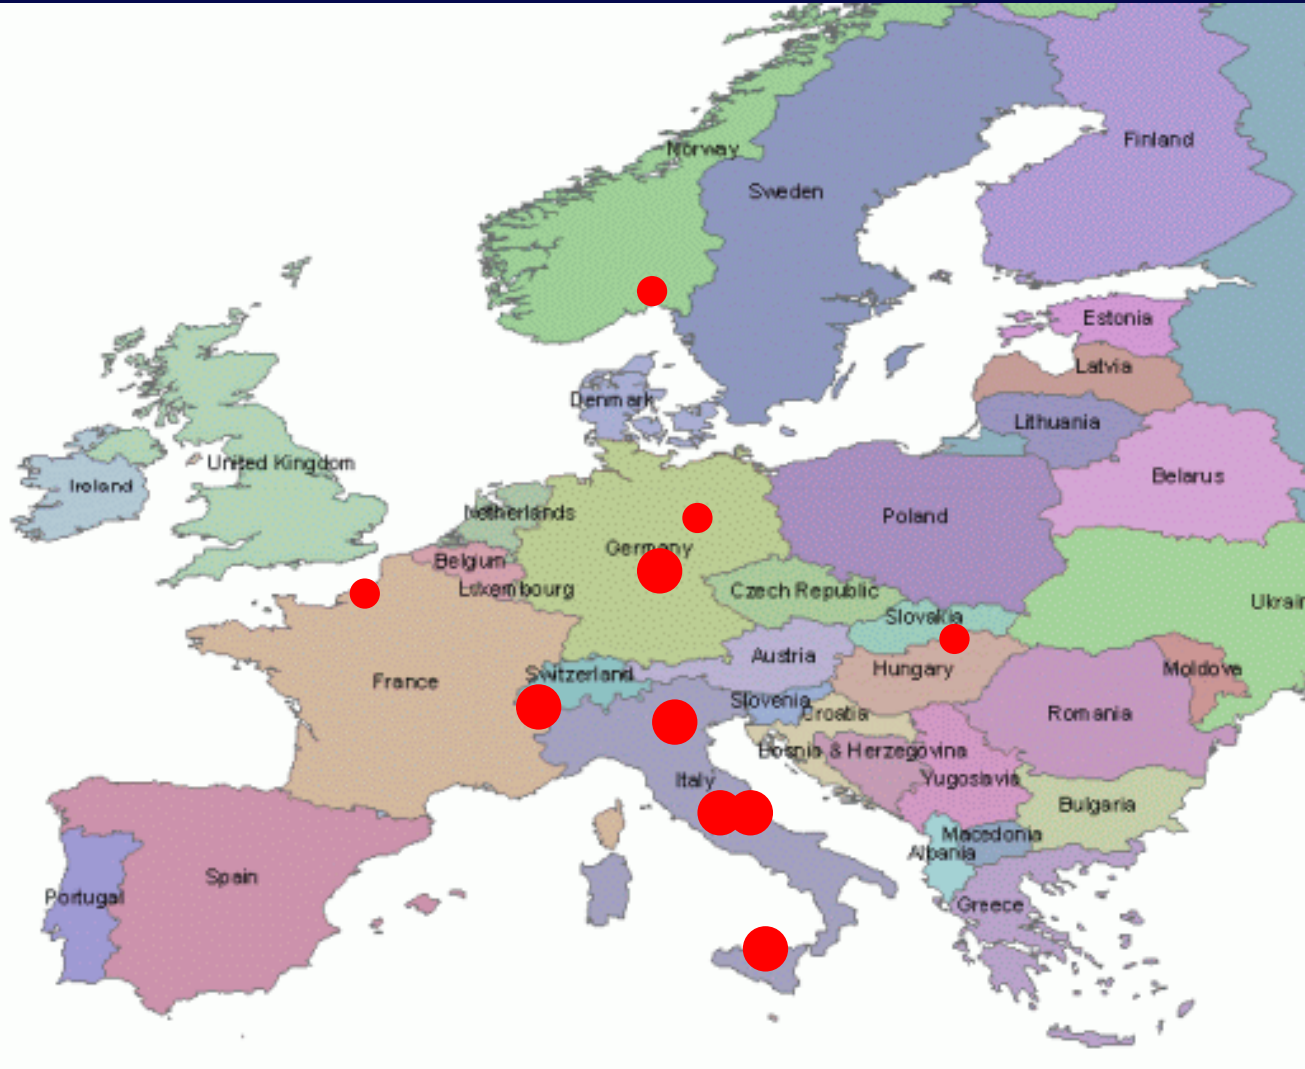 Norway
Finland
Sweden
Estonia
Latvia
Denmark
Lithuania
United Kingdom
Ireland
Belarus
Netherlands
Poland
Germany
Belgium
Luxembourg
Czech Republic
Ukrai
Slovakia
Austria
Hungary
Moldova
Switzerland
France
Slovenia
Croatia
Romania
Bosnia & Herzegovina
Italy
Yugoslavia
Bulgaria
Macedonia
Albania
Spain
Portugal
Greece